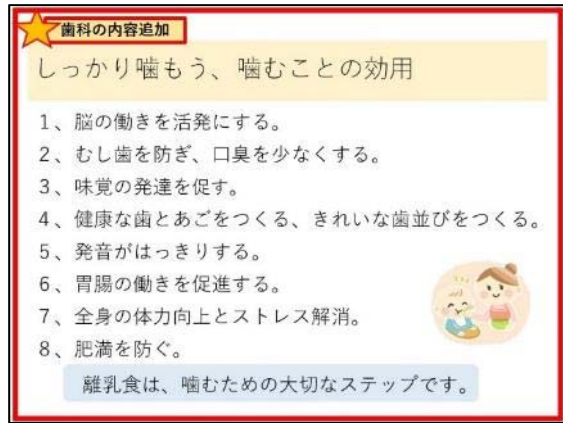 歯科の内容追加
しっかり噛もう、噛むことの効用
1、脳の働きを活発にする。
2、むし歯を防ぎ、口臭を少なくする。
3、味覚の発達を促す。
4、健康な歯とあごをつくる、きれいな歯並びをつくる。
5、発音がはっきりする。
6、胃腸の働きを促進する。
7、全身の体力向上とストレス解消。
8、肥満を防ぐ。
離乳食は、噛むための大切なステップです。